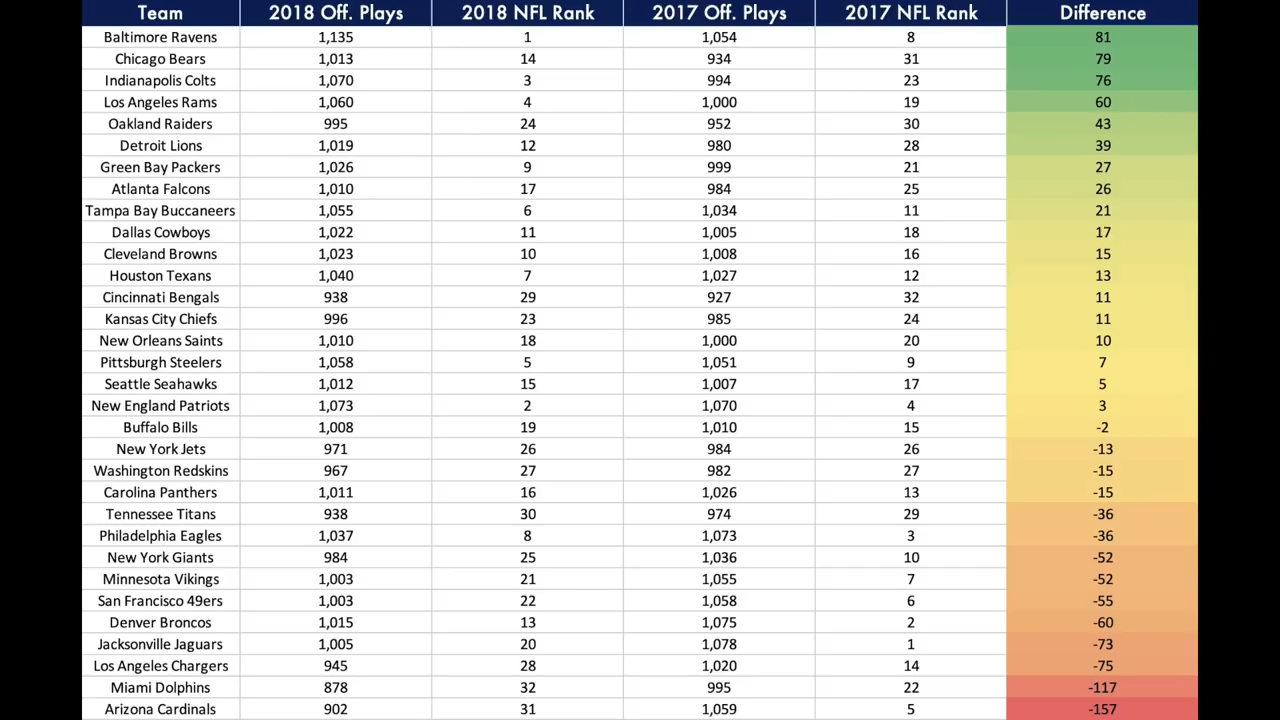 Team 2018 Off. Plays 2018 NFL Rank 2017 Off. Plays 2017 NFL Rank Difference
Baltimore Ravens 1,135 1 1,054 8 81
Chicago Bears 1,013 14 934 31 79
Indianapolis Colts 1,070 3 994 23 76
Los Angeles Rams 1,060 4 1,000 19 60
Oakland Raiders 995 24 952 30 43
Detroit Lions 1,019 12 980 28 39
Green Bay Packers 1,026 9 999 21 27
Atlanta Falcons 1,010 17 984 25 26
Tampa Bay Buccaneers 1,055 6 1,034 11 21
Dallas Cowboys 1,022 11 1,005 18 17
Cleveland Browns 1,023 10 1,008 16 15
Houston Texans 1,040 7 1,027 12 13
Cincinnati Bengals 938 29 927 32 11
Kansas City Chiefs 996 23 985 24 11
New Orleans Saints 1,010 18 1,000 20 10
Pittsburgh Steelers 1,058 5 1,051 9 7
Seattle Seahawks 1,012 15 1,007 17 5
New England Patriots 1,073 2 1,070 4 3
Buffalo Bills 1,008 19 1,010 15 -2
New York Jets 971 26 984 26 -13
Washington Redskins 967 27 982 27 -15
Carolina Panthers 1,011 16 1,026 13 -15
Tennessee Titans 938 30 974 29 -36
Philadelphia Eagles 1,037 8 1,073 3 -36
New York Giants 984 25 1,036 10 -52
Minnesota Vikings 1,003 21 1,055 7 -52
San Francisco 49ers 1,003 22 1,058 6 -55
Denver Broncos 1,015 13 1,075 2 -60
Jacksonville Jaguars 1,005 20 1,078 1 -73
Los Angeles Chargers 945 28 1,020 14 -75
Miami Dolphins 878 32 995 22 -117
Arizona Cardinals 902 31 1,059 5 -157